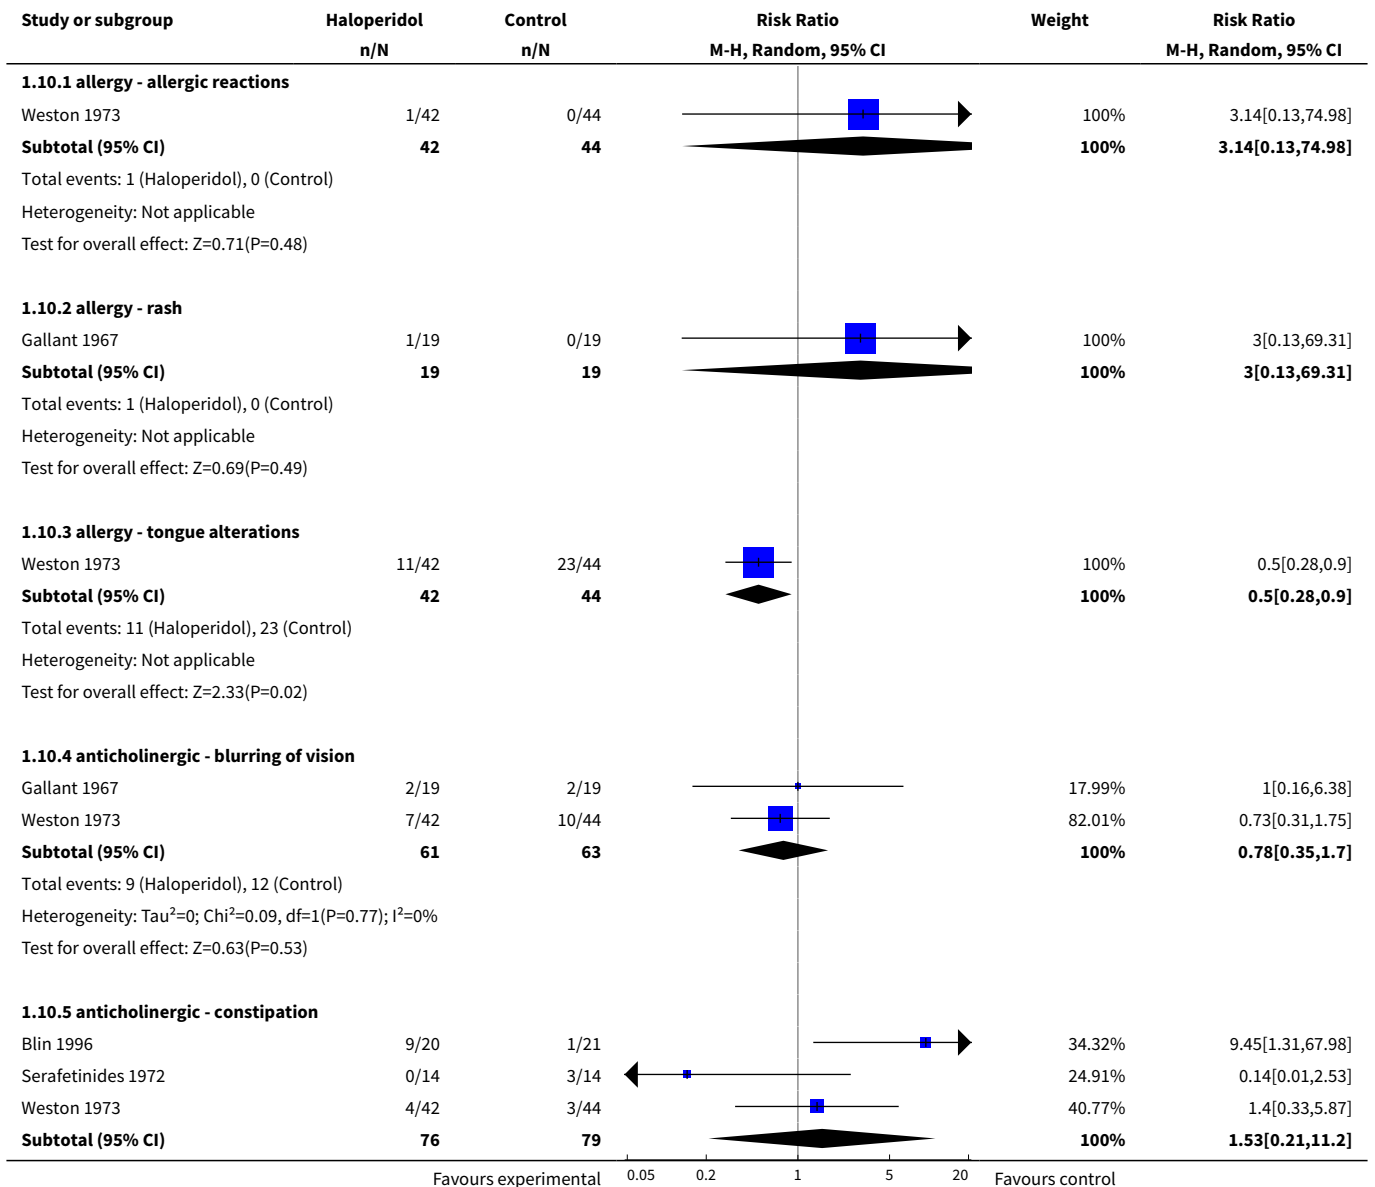 Study or subgroup Haloperidol Control Risk Ratio Weight Risk Ratio
n/N n/N M-H, Random, 95% CI M-H, Random, 95% CI
1.10.1 allergy - allergic reactions
Weston 1973 1/42 0/44 100% 3.14[0.13,74.98]
Subtotal (95% CI) 42 44 100% 3.14[0.13,74.98]
Total events: 1 (Haloperidol), 0 (Control)
Heterogeneity: Not applicable
Test for overall effect: Z=0.71(P=0.48)
1.10.2 allergy - rash
Gallant 1967 1/19 0/19 100% 3[0.13,69.31]
Subtotal (95% CI) 19 19 100% 3[0.13,69.31]
Total events: 1 (Haloperidol), 0 (Control)
Heterogeneity: Not applicable
Test for overall effect: Z=0.69(P=0.49)
1.10.3 allergy - tongue alterations
Weston 1973 11/42 23/44 100% 0.5[0.28,0.9]
Subtotal (95% CI) 42 44 100% 0.5[0.28,0.9]
Total events: 11 (Haloperidol), 23 (Control)
Heterogeneity: Not applicable
Test for overall effect: Z=2.33(P=0.02)
1.10.4 anticholinergic - blurring of vision
Gallant 1967 2/19 2/19 17.99% 1[0.16,6.38]
Weston 1973 7/42 10/44 82.01% 0.73[0.31,1.75]
Subtotal (95% CI) 61 63 100% 0.78[0.35,1.7]
Total events: 9 (Haloperidol), 12 (Control)
Heterogeneity: Tau²=0; Chi²=0.09, df=1(P=0.77); I²=0%
Test for overall effect: Z=0.63(P=0.53)
1.10.5 anticholinergic - constipation
Blin 1996 9/20 1/21 34.32% 9.45[1.31,67.98]
Serafetinides 1972 0/14 3/14 24.91% 0.14[0.01,2.53]
Weston 1973 4/42 3/44 40.77% 1.4[0.33,5.87]
Subtotal (95% CI) 76 79 100% 1.53[0.21,11.2]
Favours experimental 0.05 0.2 1 5 20 Favours control